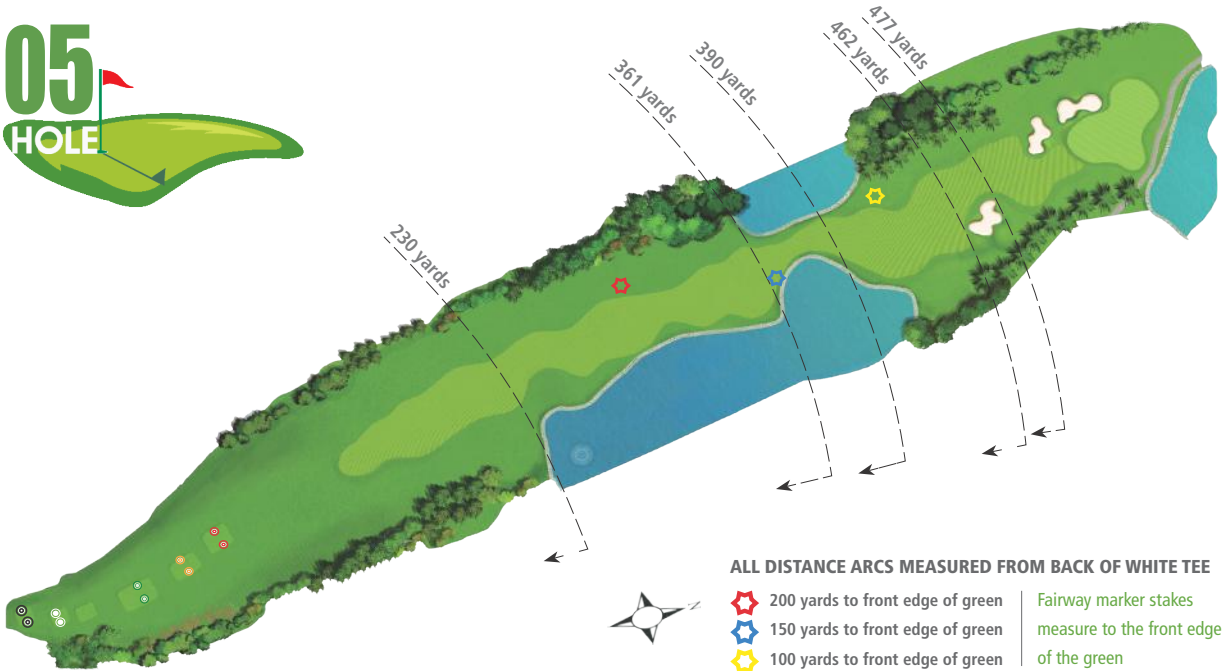 05
HOLE
230 yards
361 yards
390 yards
462 yards
477 yards
N
ALL DISTANCE ARCS MEASURED FROM BACK OF WHITE TEE
200 yards to front edge of green
150 yards to front edge of green
100 yards to front edge of green
Fairway marker stakes
measure to the front edge
of the green